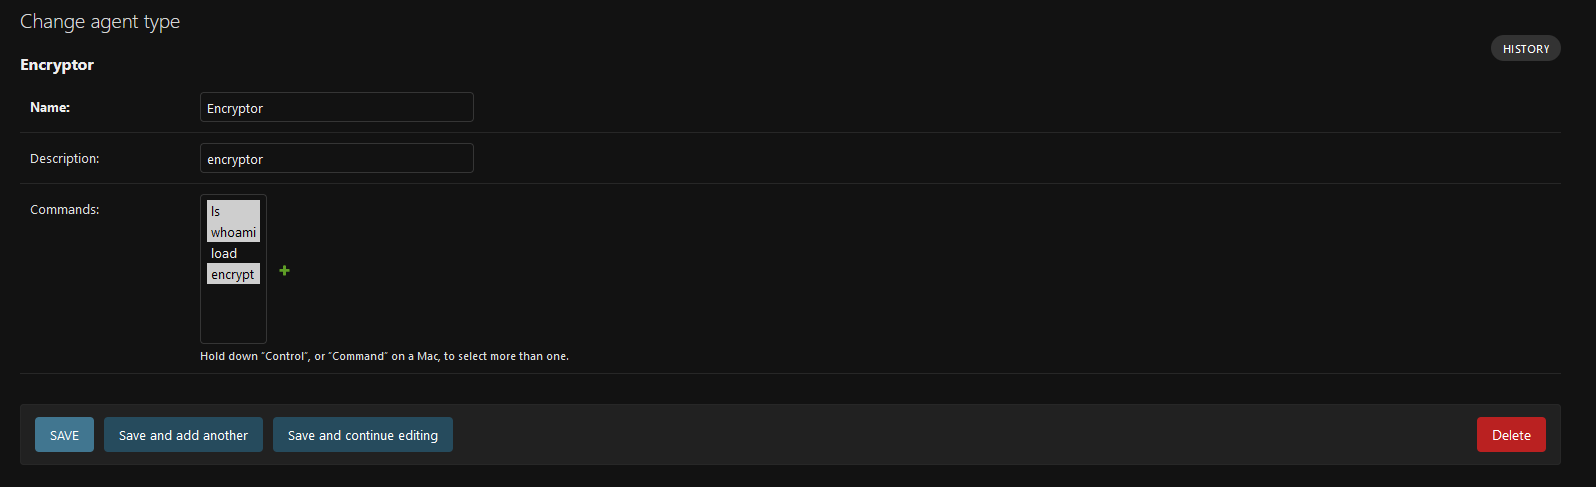 Change agent type
HISTORY
Encryptor
Name: Encryptor
Description: encryptor
Commands:
ls
whoami
load
encrypt
Hold down “Control”, or “Command” on a Mac, to select more than one.
SAVE Save and add another Save and continue editing Delete